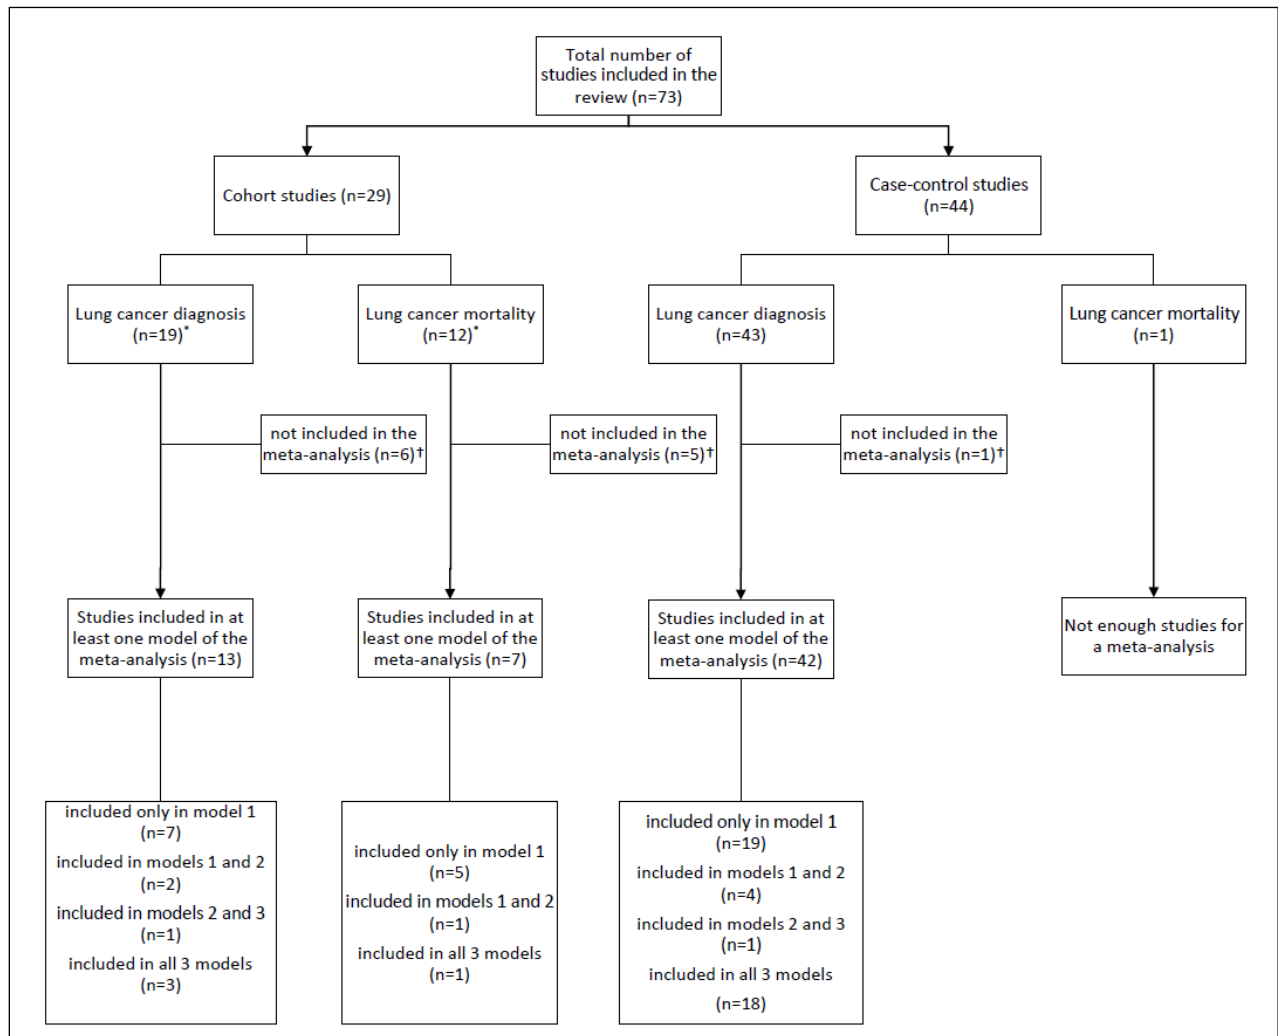 Total number of
studies included in the
review (n=73)
Cohort studies (n=29)
Case-control studies
(n=44)
Lung cancer diagnosis
(n=19)*
Lung cancer mortality
(n=12)*
Lung cancer diagnosis
(n=43)
Lung cancer mortality
(n=1)
not included in the
meta-analysis (n=6)†
not included in the
meta-analysis (n=5)†
not included in the
meta-analysis (n=1)†
Studies included in at
least one model of the
meta-analysis (n=13)
Studies included in at
least one model of the
meta-analysis (n=7)
Studies included in at
least one model of the
meta-analysis (n=42)
Not enough studies for
a meta-analysis
included only in model 1
(n=7)
included in models 1 and 2
(n=2)
included in models 2 and 3
(n=1)
included in all 3 models
(n=3)
included only in model 1
(n=5)
included in models 1 and 2
(n=1)
included in all 3 models
(n=1)
included only in model 1
(n=19)
included in models 1 and 2
(n=4)
included in models 2 and 3
(n=1)
included in all 3 models
(n=18)